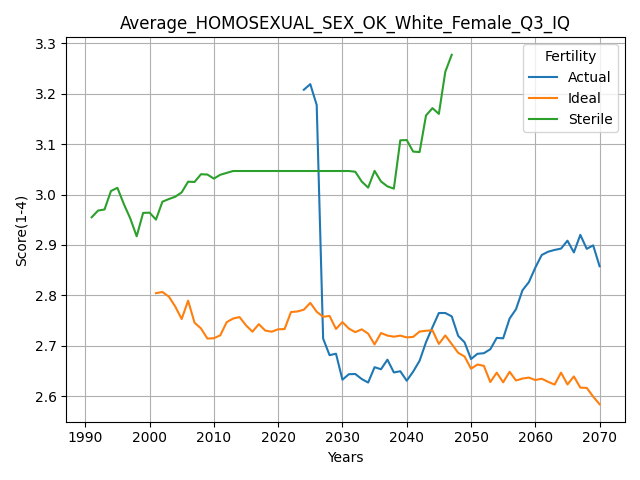 Average_HOMOSEXUAL_SEX_OK_White_Female_Q3_IQ
Score(1-4)
3.3
3.2
3.1
3.0
2.9
2.8
2.7
2.6
Fertility
Actual
Ideal
Sterile
1990 2000 2010 2020 2030 2040 2050 2060 2070
Years